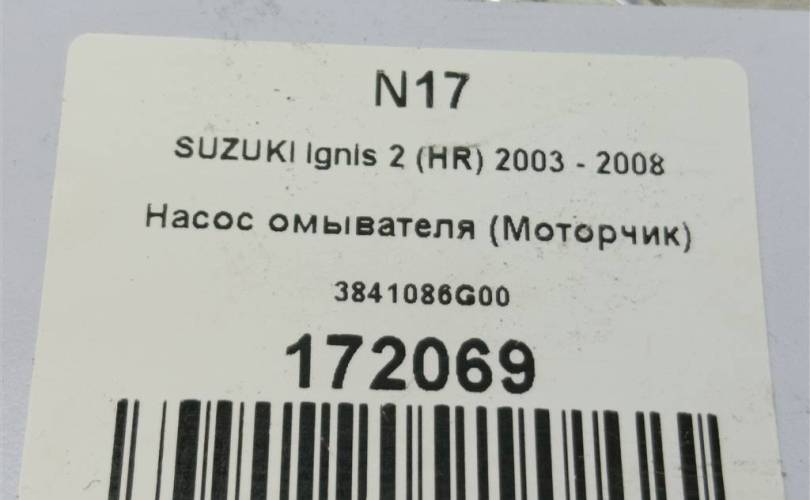 N17
SUZUKI Ignis 2 (HR) 2003 - 2008
Насос омывателя (Моторчик)
3841086G00
172069